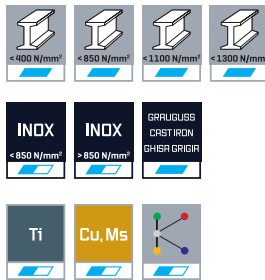 <400 N/mm² <850 N/mm² <1100 N/mm² <1300 N/mm²
INOX INOX GRAUGUSS
CAST IRON
GHISA GRIGIA
<850 N/mm² >850 N/mm²
Ti Cu, Ms